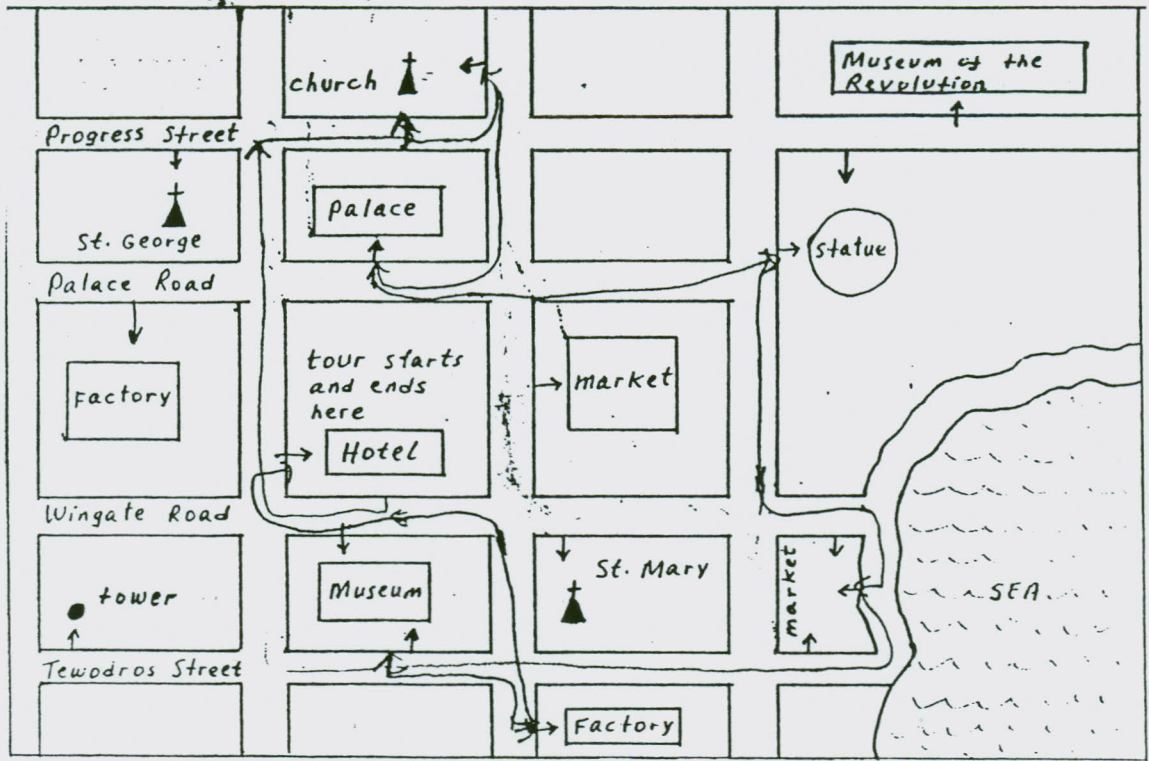 Museum of the
Revolution
church
Progress Street
Palace
St. George
statue
Palace Road
tour starts
and ends
here
Factory
market
Hotel
Wingate Road
tower
Museum
St. Mary
market
SEA
Tewodros Street
Factory